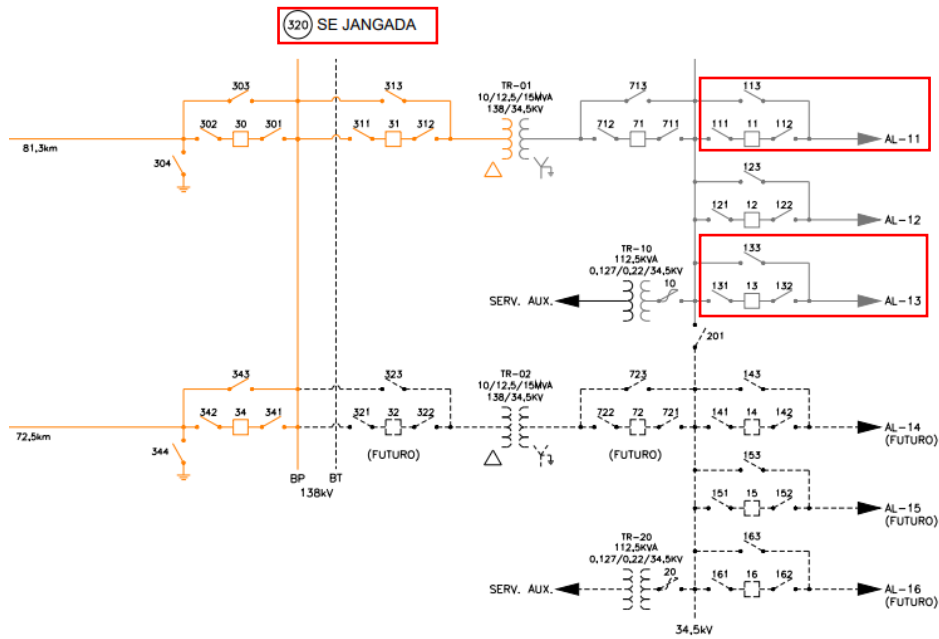 320 SE JANGADA
303
302 30 301
81,3km
304
313
311 31 312
TR-01
10/12,5/15MVA
138/34,5KV
713
712 71 711
113
111 11 112
AL-11
123
121 12 122
AL-12
TR-10
112,5KVA
0,127/0,22/34,5KV
SERV. AUX.
10
133
131 13 132
AL-13
201
343
342 34 341
72,5km
344
323
321 32 322
(FUTURO)
TR-02
10/12,5/15MVA
138/34,5KV
723
722 72 721
(FUTURO)
143
141 14 142
AL-14
(FUTURO)
BP BT
138kV
153
151 15 152
AL-15
(FUTURO)
TR-20
112,5KVA
0,127/0,22/34,5KV
SERV. AUX.
20
163
161 16 162
AL-16
(FUTURO)
34,5kV